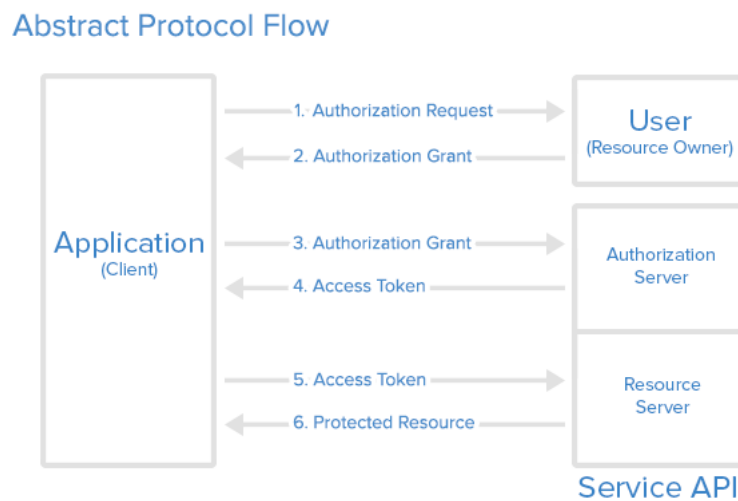 Abstract Protocol Flow
1. Authorization Request
User
(Resource Owner)
2. Authorization Grant
Application
(Client)
3. Authorization Grant
Authorization
Server
4. Access Token
5. Access Token
Resource
Server
6. Protected Resource
Service API